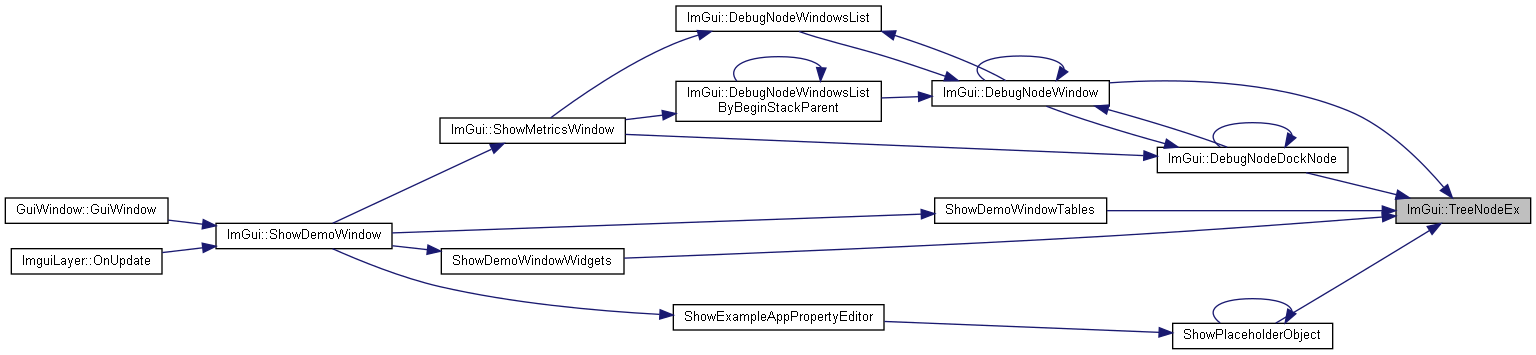 ImGui::DebugNodeWindowsList
ImGui::DebugNodeWindowsList
ByBeginStackParent
ImGui::DebugNodeWindow
ImGui::ShowMetricsWindow
ImGui::DebugNodeDockNode
GuiWindow::GuiWindow
ShowDemoWindowTables
ImGui::TreeNodeEx
ImGui::ShowDemoWindow
ImguiLayer::OnUpdate
ShowDemoWindowWidgets
ShowExampleAppPropertyEditor
ShowPlaceholderObject